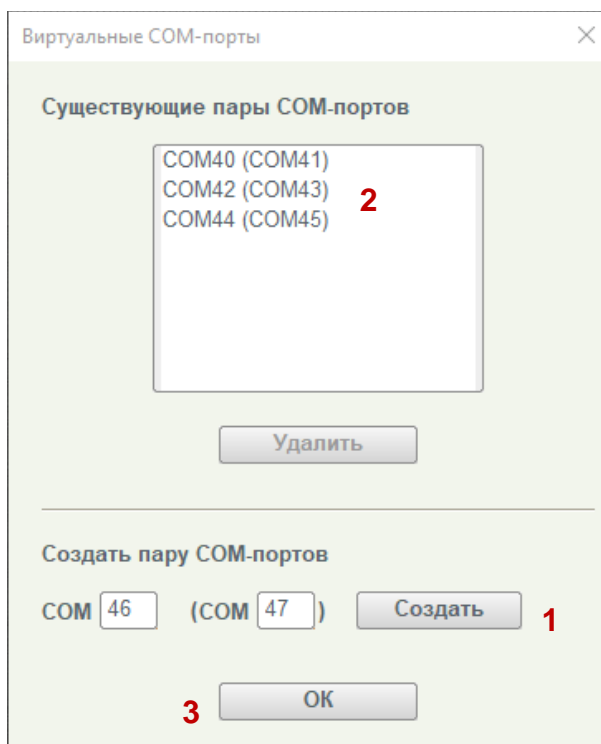 Виртуальные COM-порты
Существующие пары COM-портов
COM40 (COM41)
COM42 (COM43)
COM44 (COM45)
2
Удалить
Создать пару COM-портов
COM 46 (COM 47 ) Создать 1
3 ОК